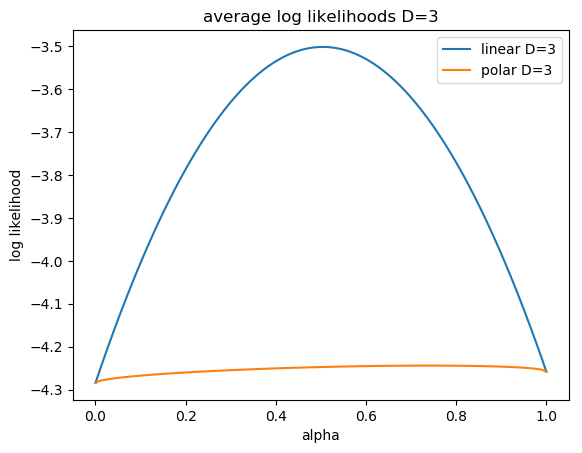 average log likelihoods D=3
linear D=3
polar D=3
log likelihood
−3.5
−3.6
−3.7
−3.8
−3.9
−4.0
−4.1
−4.2
−4.3
0.0 0.2 0.4 0.6 0.8 1.0
alpha